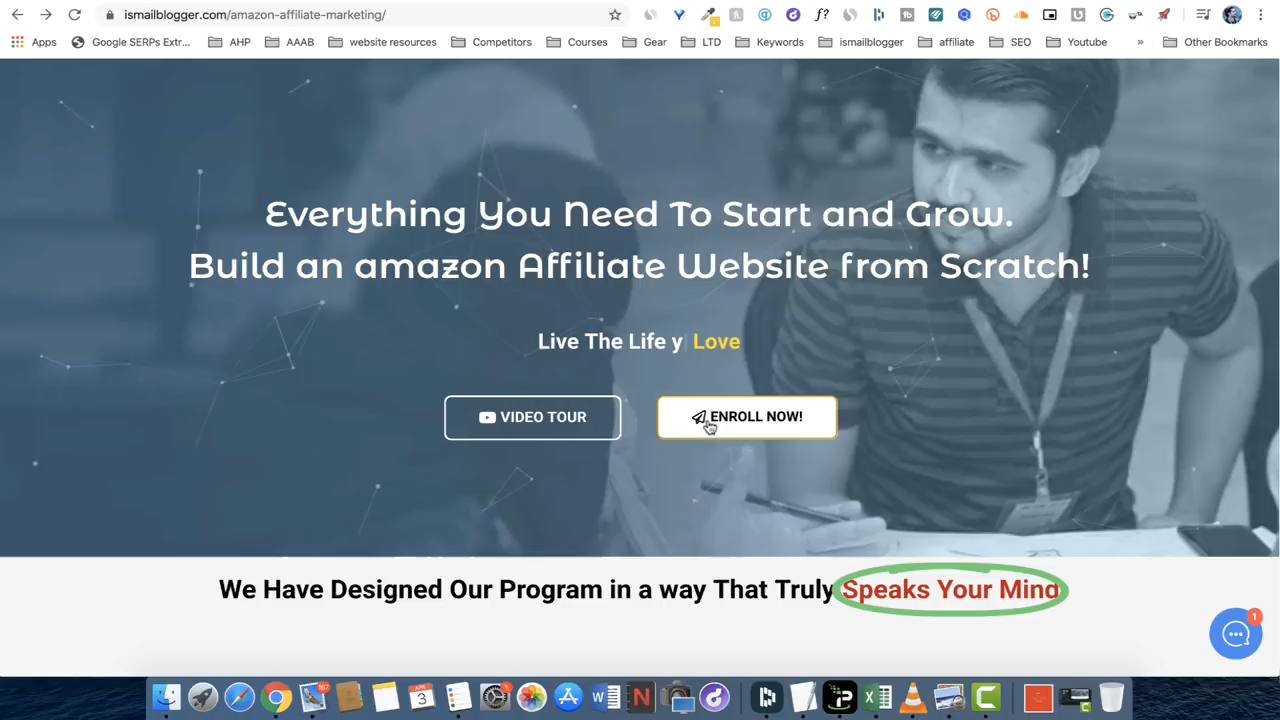 ismailblogger.com/amazon-affiliate-marketing/
Apps
Google SERPs Extr...
AHP
AAAB
website resources
Competitors
Courses
Gear
LTD
Keywords
ismailblogger
affiliate
SEO
Youtube
»
Other Bookmarks
Everything You Need To Start and Grow.
Build an amazon Affiliate Website from Scratch!
Live The Life y Love
VIDEO TOUR
ENROLL NOW!
We Have Designed Our Program in a way That Truly Speaks Your Mind
1
APR
3